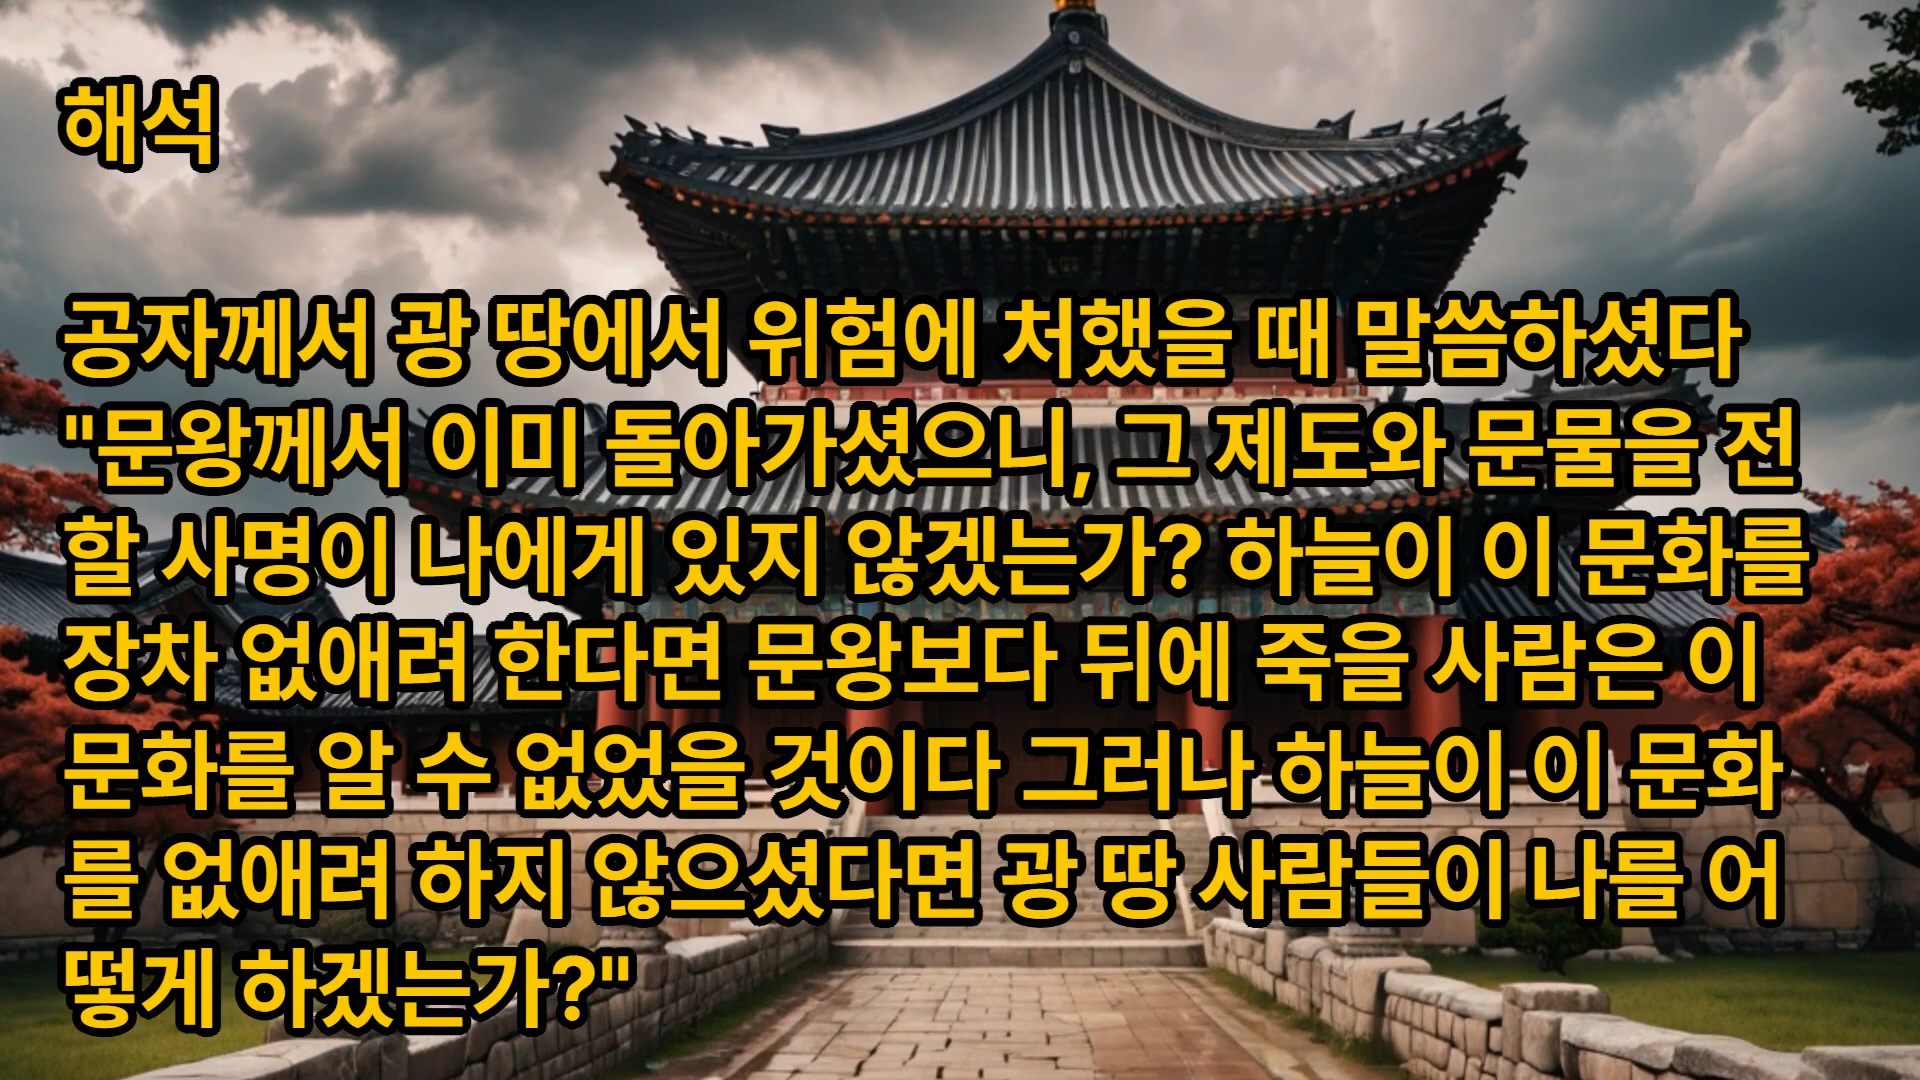 해석
공자께서 광 땅에서 위험에 처했을 때 말씀하셨다
"문왕께서 이미 돌아가셨으니, 그 제도와 문물을 전
할 사명이 나에게 있지 않겠는가? 하늘이 이 문화를
장차 없애려 한다면 문왕보다 뒤에 죽을 사람은 이
문화를 알 수 없었을 것이다 그러나 하늘이 이 문화
를 없애려 하지 않으셨다면 광 땅 사람들이 나를 어
떻게 하겠는가?"